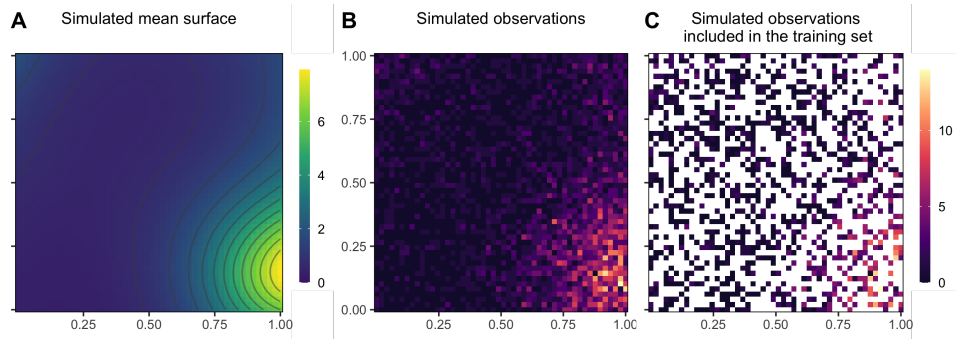 A Simulated mean surface
6
4
2
0
0.25 0.50 0.75 1.00
B Simulated observations
1.00
0.75
0.50
0.25
0.00
0.25 0.50 0.75 1.00
C Simulated observations
included in the training set
0.25 0.50 0.75 1.00
10
5
0